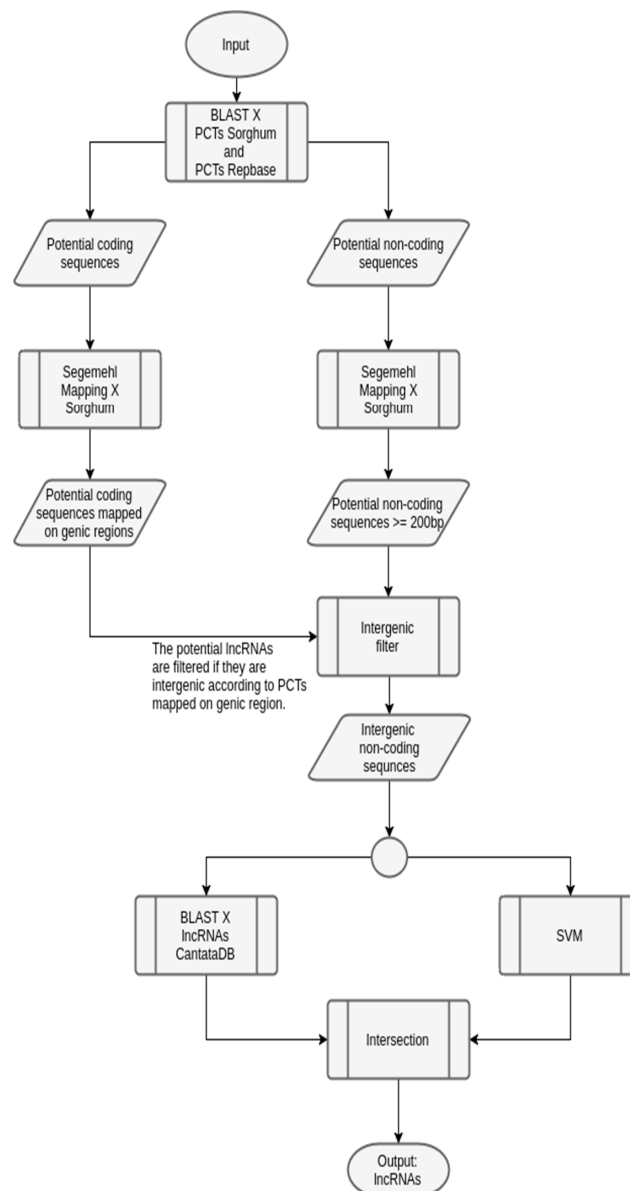 Input
BLAST X
PCTs Sorghum
and
PCTs Repbase
Potential coding
sequences
Potential non-coding
sequences
Segemehl
Mapping X
Sorghum
Segemehl
Mapping X
Sorghum
Potential coding
sequences mapped
on genic regions
Potential non-coding
sequences >= 200bp
Intergenic
filter
The potential lncRNAs
are filtered if they are
intergenic according to PCTs
mapped on genic region.
Intergenic
non-coding
sequnces
BLAST X
lncRNAs
CantataDB
SVM
Intersection
Output:
lncRNAs